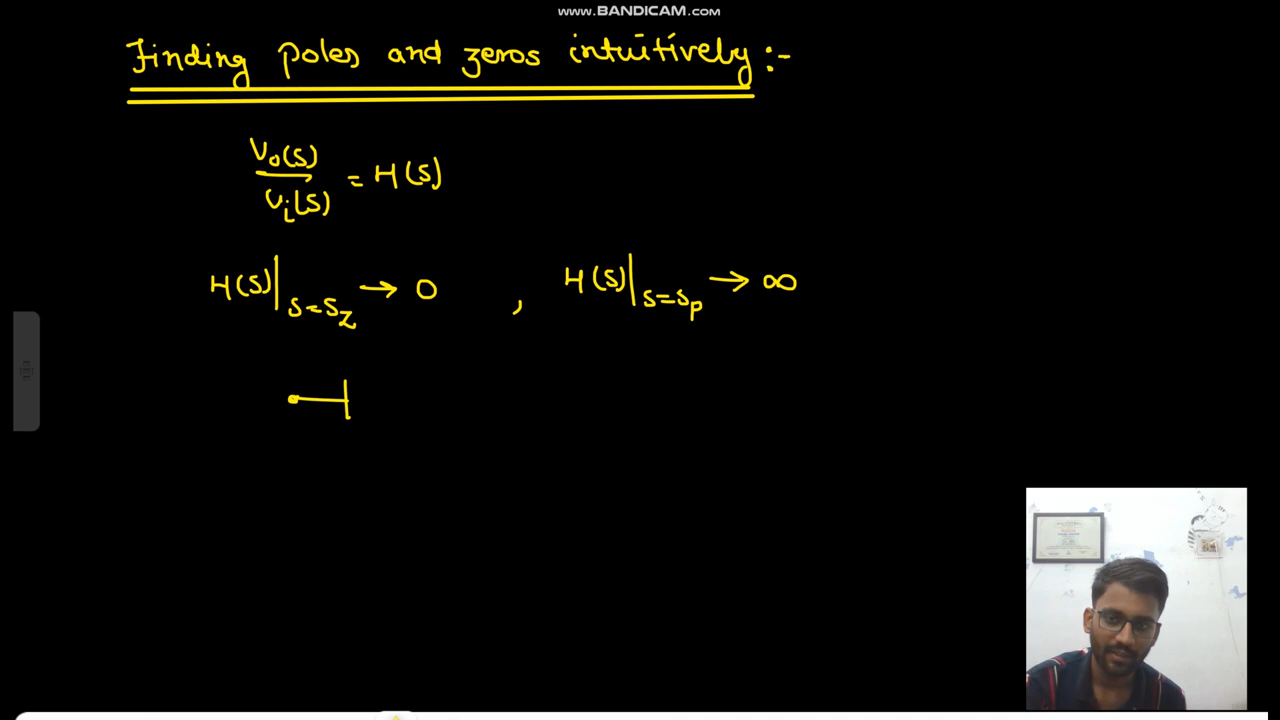 www.BANDICAM.com
Finding poles and zeros intuitively :-
V₀(s)/Vᵢ(s) = H(s)
H(s)|s=s_z → 0 , H(s)|s=s_p → ∞